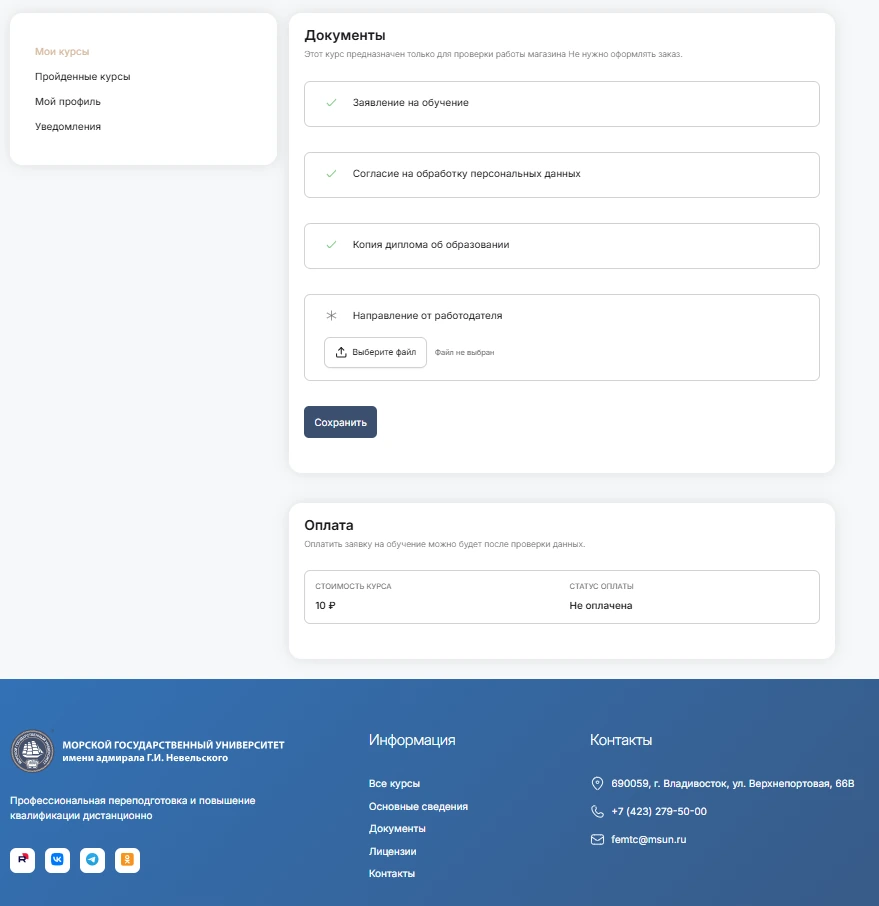 Мои курсы
Пройденные курсы
Мой профиль
Уведомления
Документы
Этот курс предназначен только для проверки работы магазина Не нужно оформлять заказ.
Заявление на обучение
Согласие на обработку персональных данных
Копия диплома об образовании
Направление от работодателя
Выберите файл
Файл не выбран
Сохранить
Оплата
Оплатить заявку на обучение можно будет после проверки данных.
СТОИМОСТЬ КУРСА
10 ₽
СТАТУС ОПЛАТЫ
Не оплачена
МОРСКОЙ ГОСУДАРСТВЕННЫЙ УНИВЕРСИТЕТ
имени адмирала Г.И. Невельского
Профессиональная переподготовка и повышение
квалификации дистанционно
Информация
Все курсы
Основные сведения
Документы
Лицензии
Контакты
Контакты
690059, г. Владивосток, ул. Верхнепортовая, 66В
+7 (423) 279-50-00
femtc@msun.ru